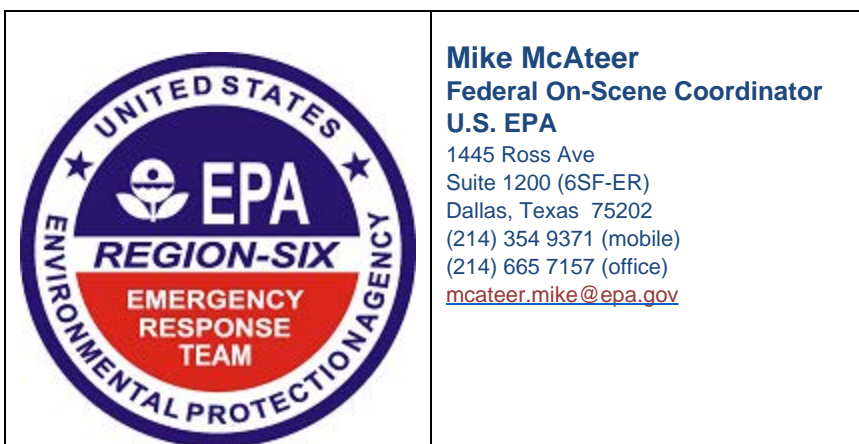 UNITED STATES
EPA
REGION-SIX
EMERGENCY
RESPONSE
TEAM
ENVIRONMENTAL PROTECTION AGENCY
Mike McAteer
Federal On-Scene Coordinator
U.S. EPA
1445 Ross Ave
Suite 1200 (6SF-ER)
Dallas, Texas  75202
(214) 354 9371 (mobile)
(214) 665 7157 (office)
mcateer.mike@epa.gov